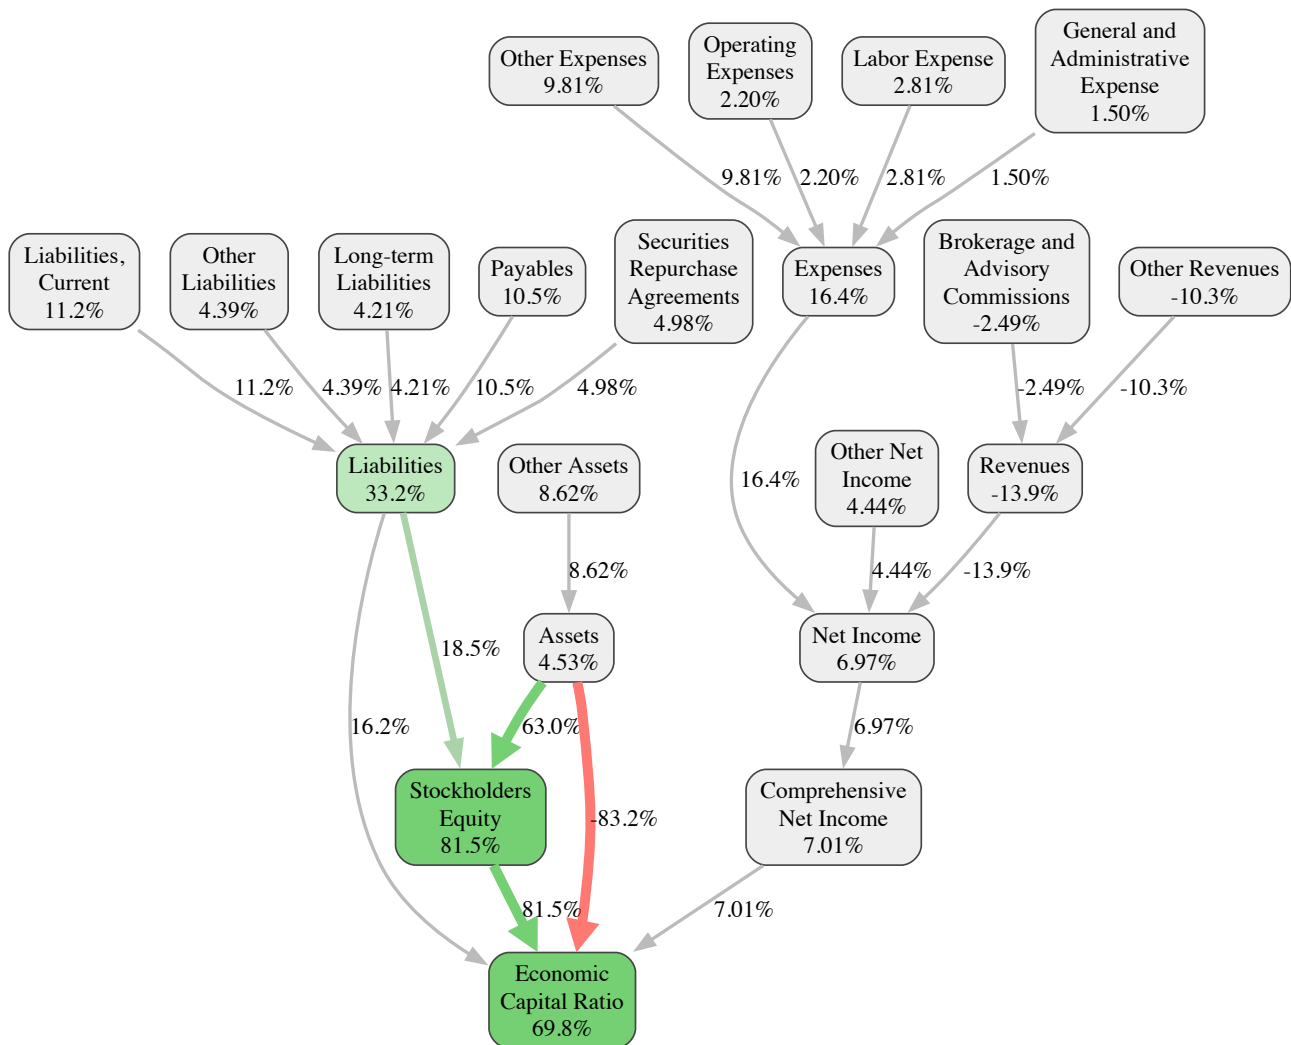 Other Expenses
9.81%
Operating
Expenses
2.20%
Labor Expense
2.81%
General and
Administrative
Expense
1.50%
9.81%
2.20%
2.81%
1.50%
Liabilities,
Current
11.2%
Other
Liabilities
4.39%
Long-term
Liabilities
4.21%
Payables
10.5%
Securities
Repurchase
Agreements
4.98%
Expenses
16.4%
Brokerage and
Advisory
Commissions
-2.49%
Other Revenues
-10.3%
11.2%
4.39%
4.21%
10.5%
4.98%
-2.49%
-10.3%
Liabilities
33.2%
Other Assets
8.62%
16.4%
Other Net
Income
4.44%
Revenues
-13.9%
8.62%
4.44%
-13.9%
Assets
4.53%
Net Income
6.97%
18.5%
16.2%
63.0%
6.97%
Stockholders
Equity
81.5%
-83.2%
Comprehensive
Net Income
7.01%
81.5%
7.01%
Economic
Capital Ratio
69.8%